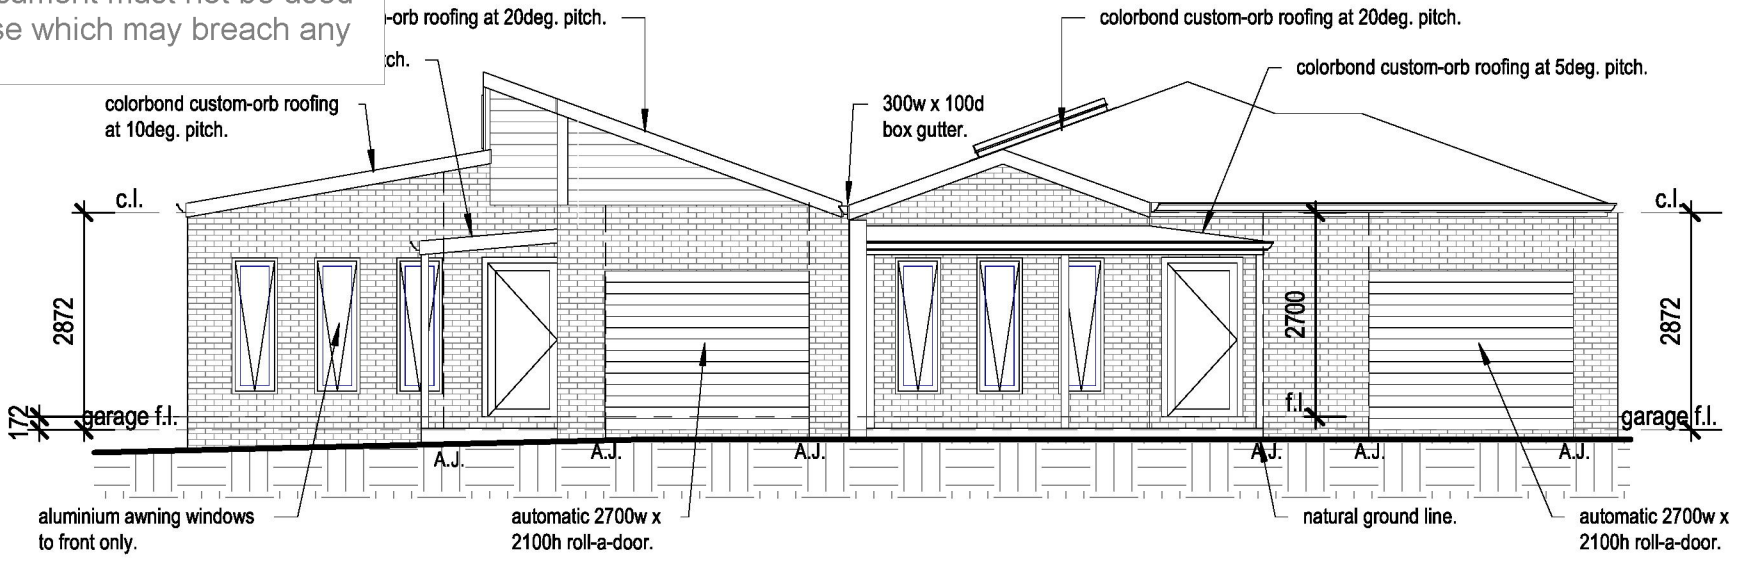 must not be used
which may breach any
-orb roofing at 20deg. pitch.
colorbond custom-orb roofing at 20deg. pitch.
colorbond custom-orb roofing at 5deg. pitch.
colorbond custom-orb roofing
at 10deg. pitch.
300w x 100d
box gutter.
c.l.
c.l.
2872
2700
2872
172
garage f.l.
f.l.
garage f.l.
A.J.
A.J.
A.J.
A.J.
A.J.
A.J.
aluminium awning windows
to front only.
automatic 2700w x
2100h roll-a-door.
natural ground line.
automatic 2700w x
2100h roll-a-door.